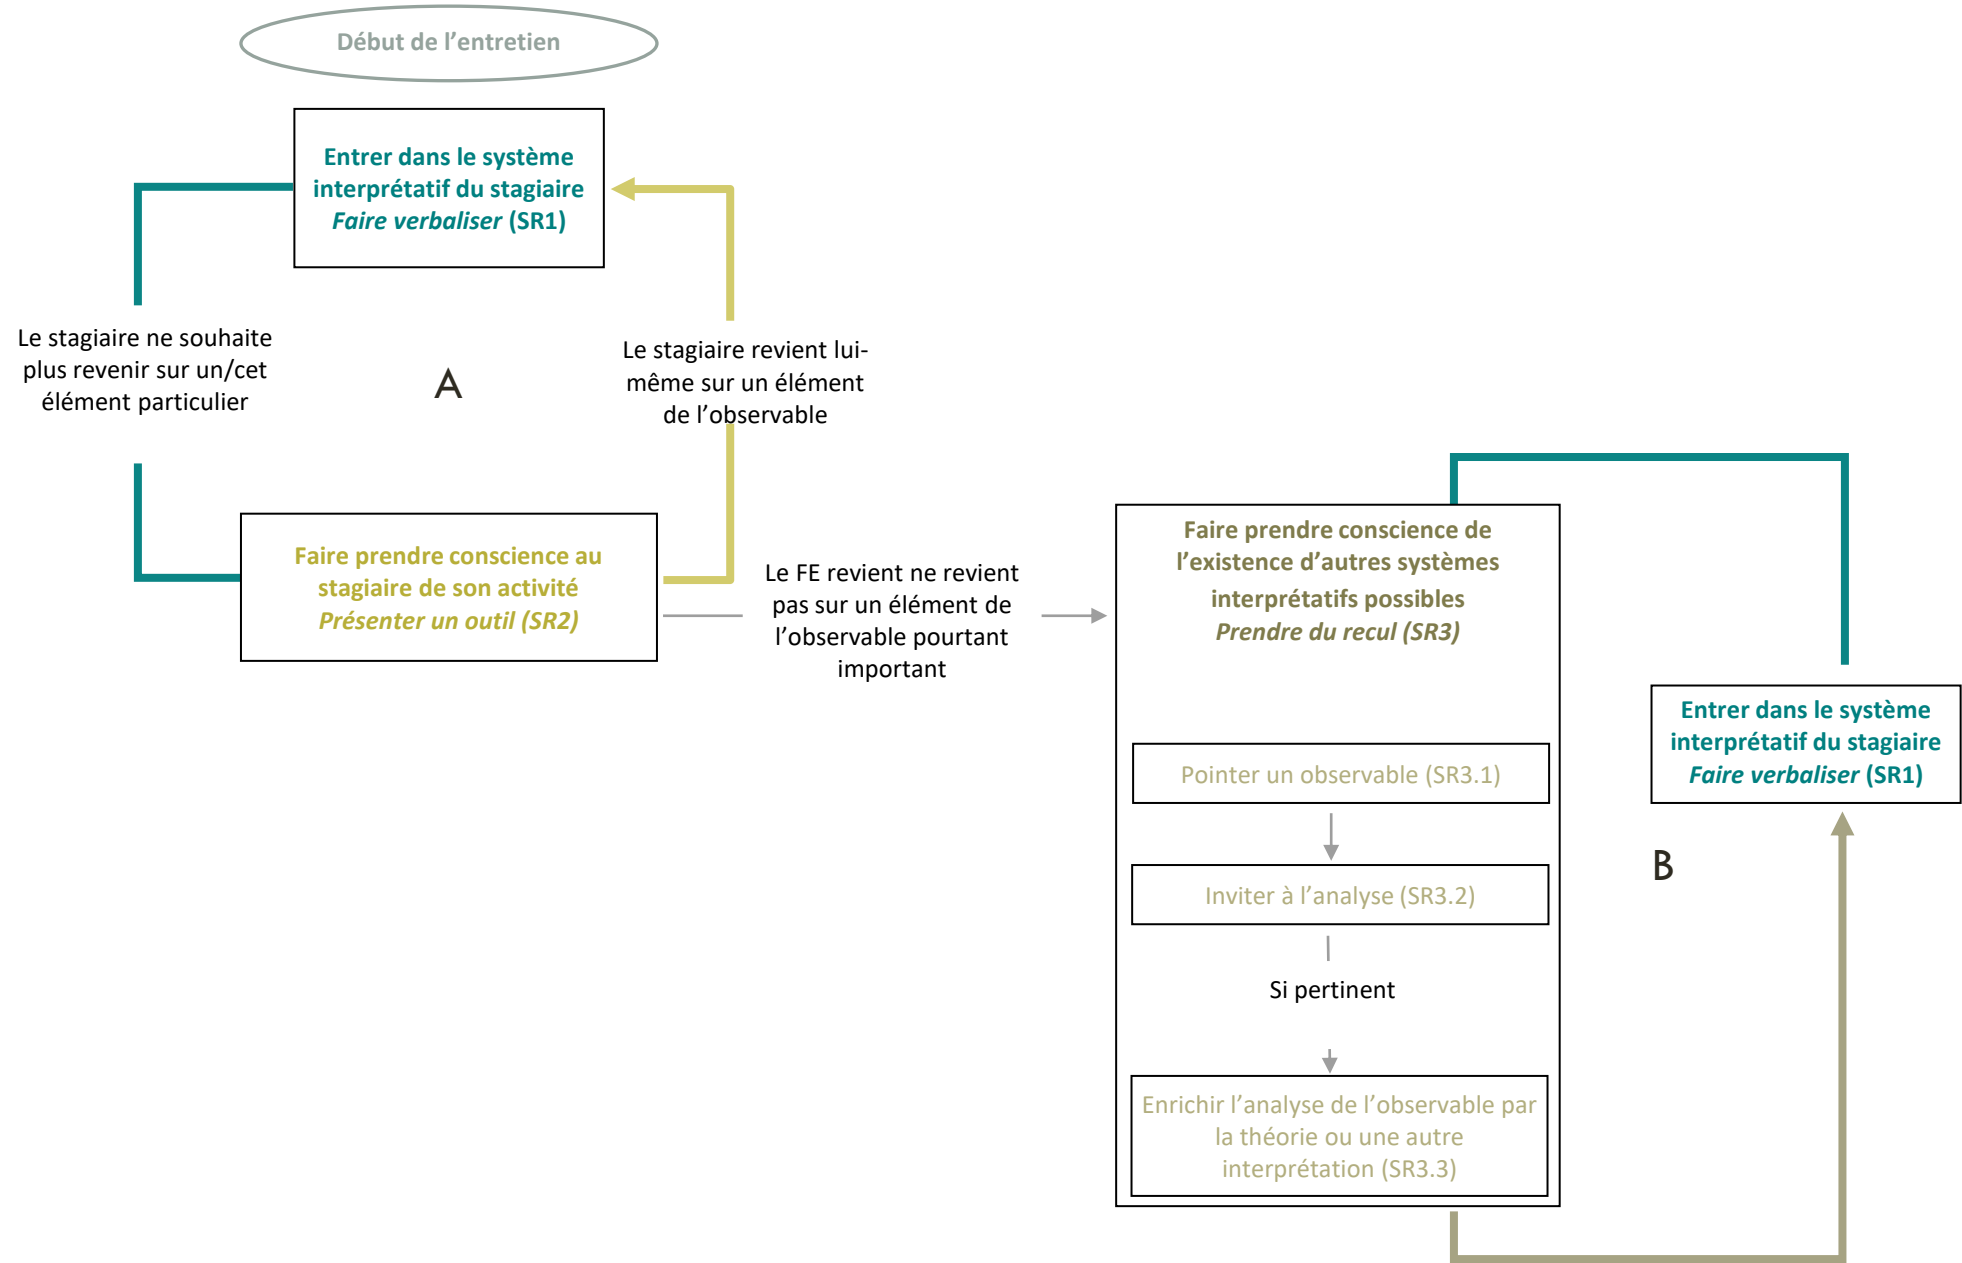 Début de l’entretien
Entrer dans le système
interprétatif du stagiaire
Faire verbaliser (SR1)
Le stagiaire ne souhaite
plus revenir sur un/cet
élément particulier
A
Le stagiaire revient lui-
même sur un élément
de l’observable
Faire prendre conscience au
stagiaire de son activité
Présenter un outil (SR2)
Le FE revient ne revient
pas sur un élément de
l’observable pourtant
important
Faire prendre conscience de
l’existence d’autres systèmes
interprétatifs possibles
Prendre du recul (SR3)
Pointer un observable (SR3.1)
Inviter à l’analyse (SR3.2)
Si pertinent
Enrichir l’analyse de l’observable par
la théorie ou une autre
interprétation (SR3.3)
Entrer dans le système
interprétatif du stagiaire
Faire verbaliser (SR1)
B